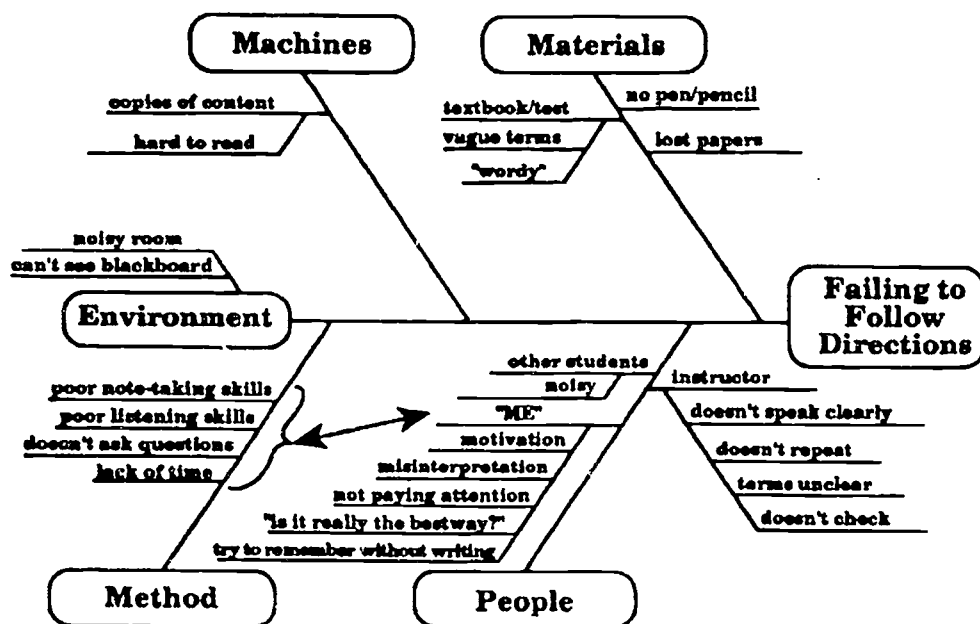 Machines
copies of content
hard to read
Materials
textbook/test
vague terms
"wordy"
no pen/pencil
lost papers
noisy room
can't see blackboard
Environment
Failing to
Follow
Directions
poor note-taking skills
poor listening skills
doesn't ask questions
lack of time
Method
other students
noisy
"ME"
motivation
misinterpretation
not paying attention
"is it really the bestway?"
try to remember without writing
instructor
doesn't speak clearly
doesn't repeat
terms unclear
doesn't check
People